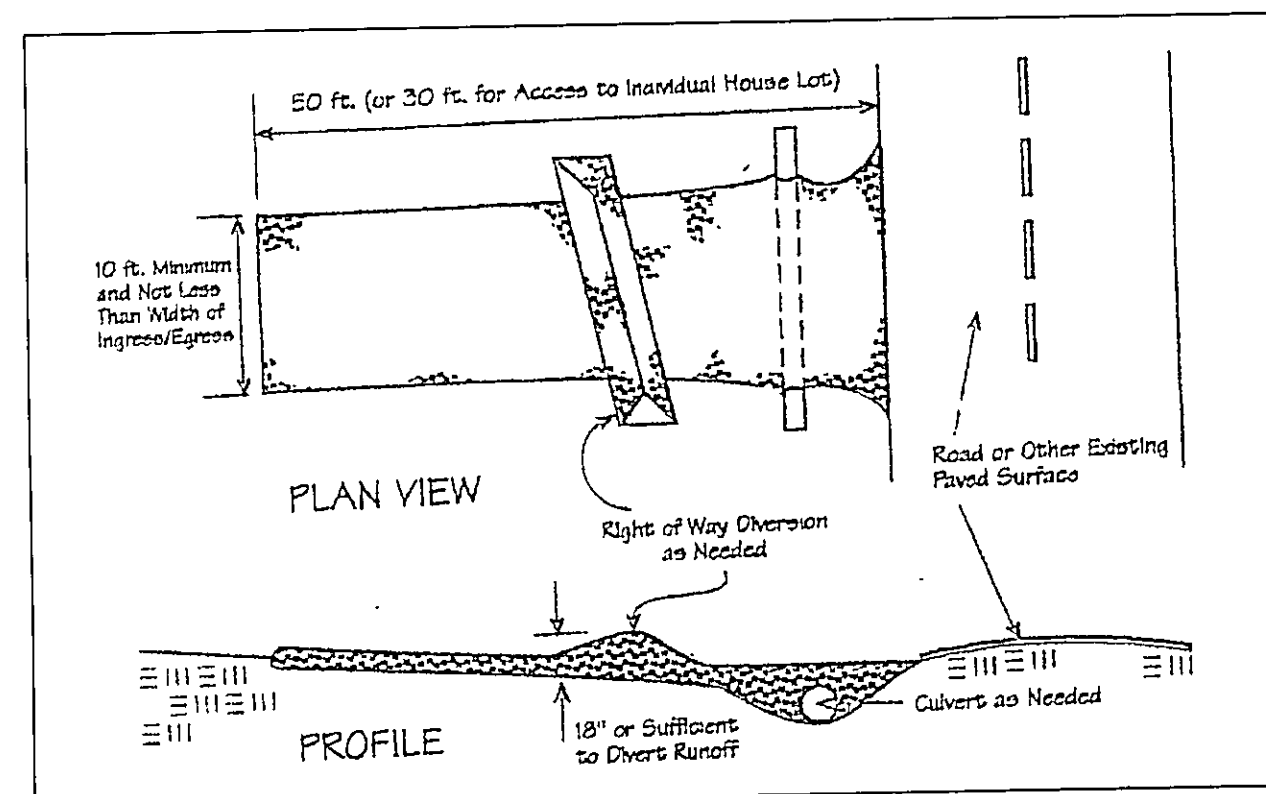 50 ft. (or 30 ft. for Access to Individual House Lot)
10 ft. Minimum
and Not Less
Than Width of
Ingress/Egress
PLAN VIEW
Road or Other Existing
Paved Surface
Right of Way Diversion
as Needed
Culvert as Needed
18" or Sufficient
to Divert Runoff
PROFILE